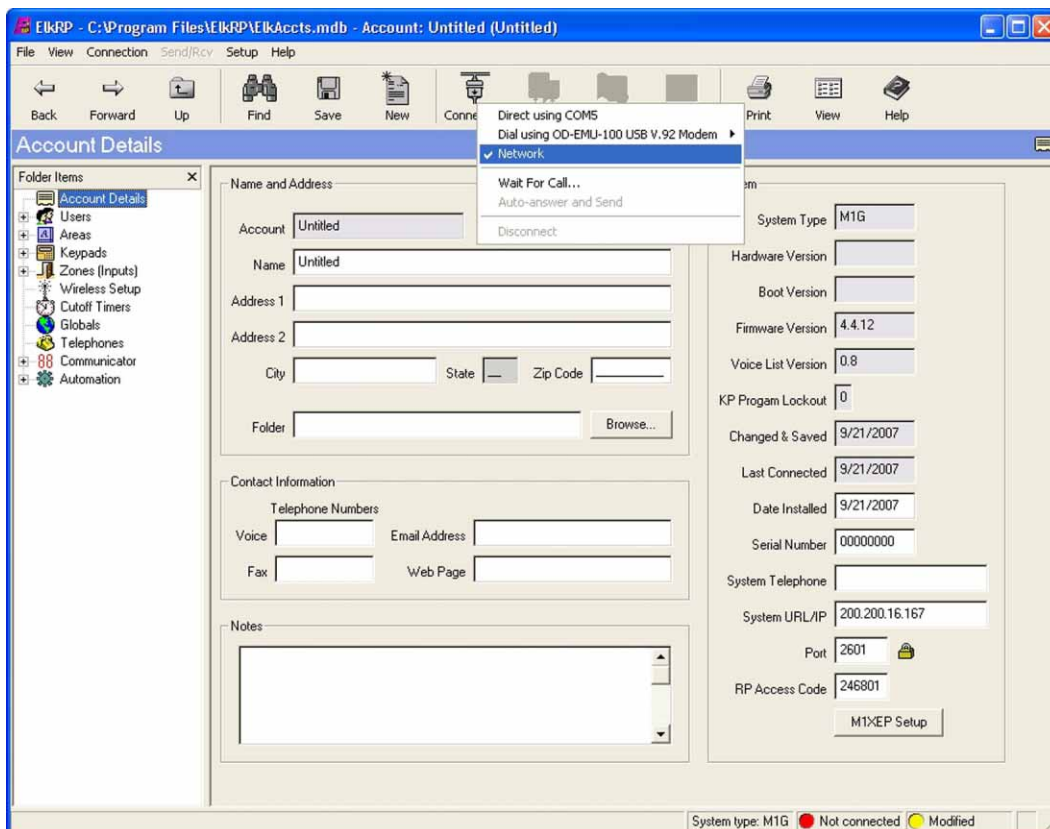 ElkRP - C:\Program Files\ElkRP\ElkAccts.mdb - Account: Untitled (Untitled)
File View Connection Send/Rcv Setup Help
Back Forward Up Find Save New Conne Print View Help
Direct using COM5
Dial using OD-EMU-100 USB V.92 Modem
Network
Wait For Call...
Auto-answer and Send
Disconnect
Account Details
Folder Items
Account Details
Users
Areas
Keypads
Zones (Inputs)
Wireless Setup
Cutoff Timers
Globals
Telephones
88 Communicator
Automation
Name and Address
Account Untitled
Name Untitled
Address 1
Address 2
City State __ Zip Code
Folder Browse...
Contact Information
Telephone Numbers
Voice Email Address
Fax Web Page
Notes
em
System Type M1G
Hardware Version
Boot Version
Firmware Version 4.4.12
Voice List Version 0.8
KP Progam Lockout 0
Changed & Saved 9/21/2007
Last Connected 9/21/2007
Date Installed 9/21/2007
Serial Number 00000000
System Telephone
System URL/IP 200.200.16.167
Port 2601
RP Access Code 246801
M1XEP Setup
System type: M1G Not connected Modified